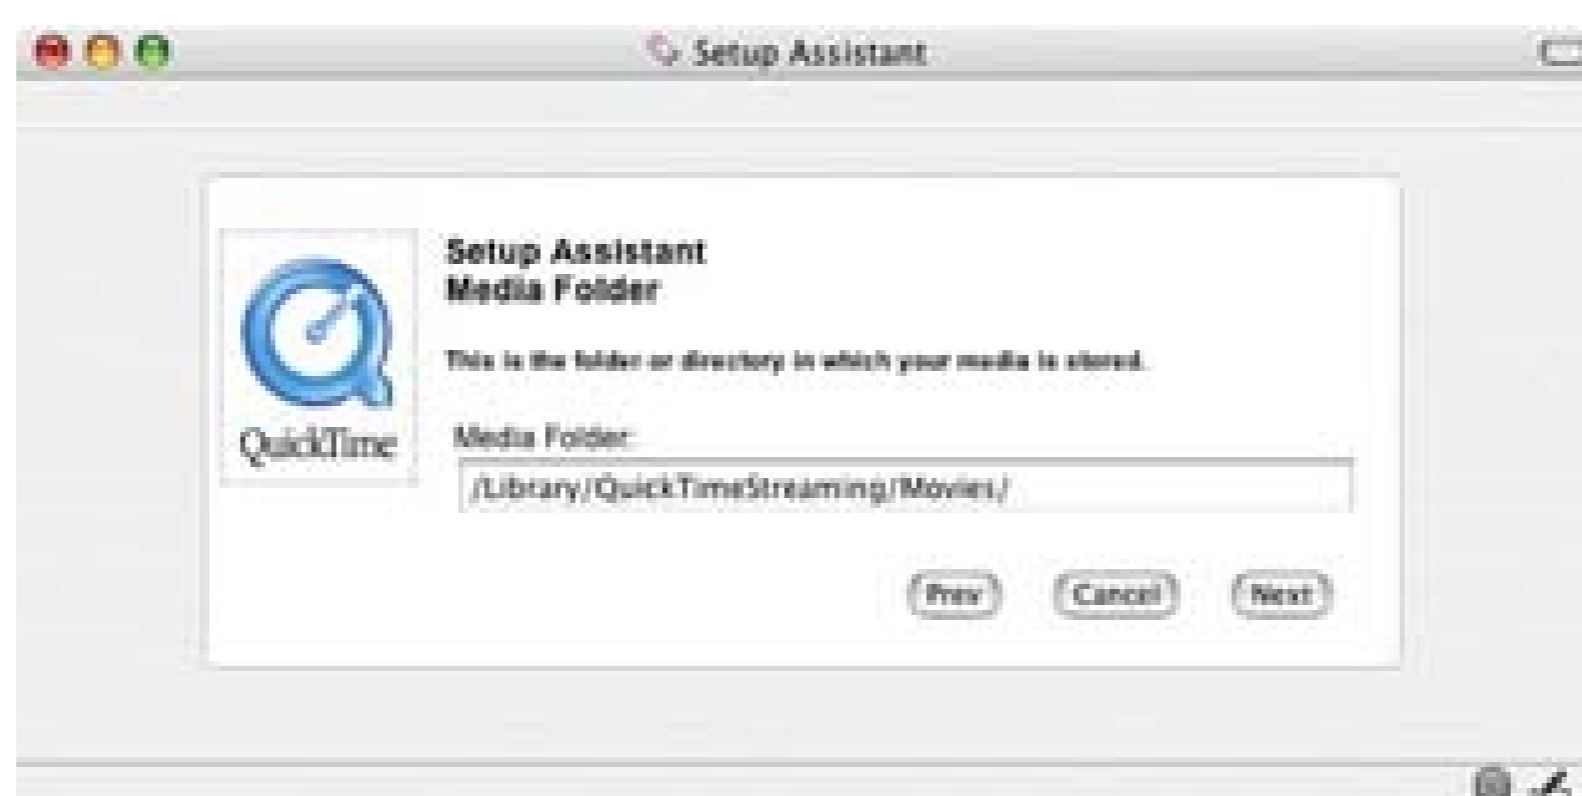 Setup Assistant
Setup Assistant
Media Folder
This is the folder or directory in which your media is stored.
QuickTime
Media Folder:
/Library/QuickTimeStreaming/Movies/
Prev
Cancel
Next